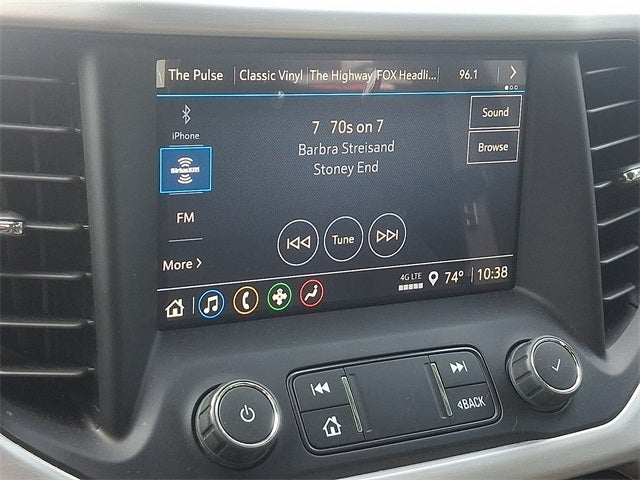 The Pulse Classic Vinyl The Highway FOX Headli... 96.1
iPhone
SiriusXM
FM
More
7 70s on 7
Barbra Streisand
Stoney End
Sound
Browse
Tune
4G LTE 74° 10:38
BACK